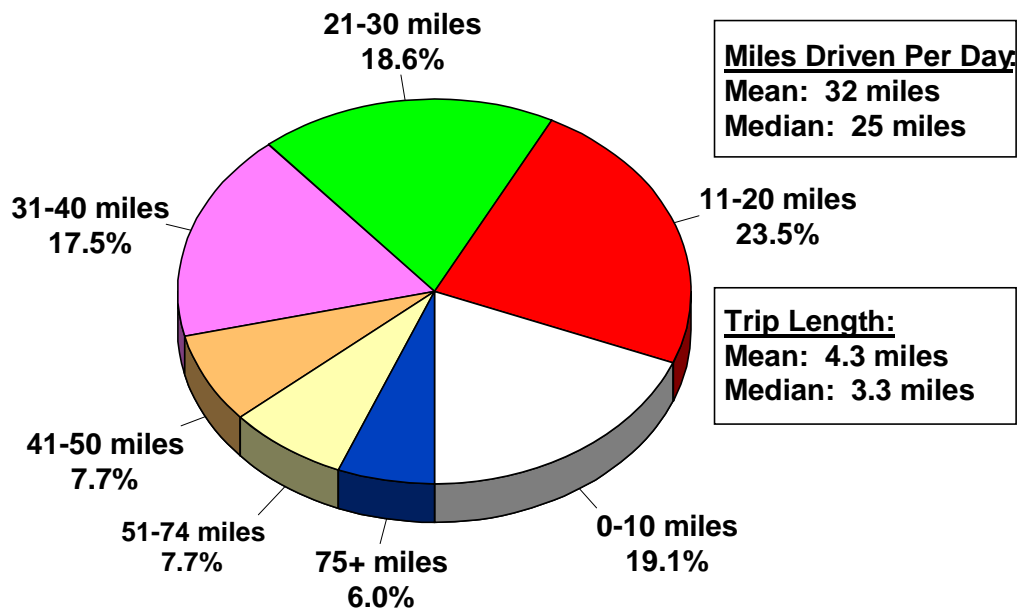 21-30 miles
18.6%
Miles Driven Per Day:
Mean: 32 miles
Median: 25 miles
31-40 miles
17.5%
11-20 miles
23.5%
Trip Length:
Mean: 4.3 miles
Median: 3.3 miles
41-50 miles
7.7%
51-74 miles
7.7%
75+ miles
6.0%
0-10 miles
19.1%